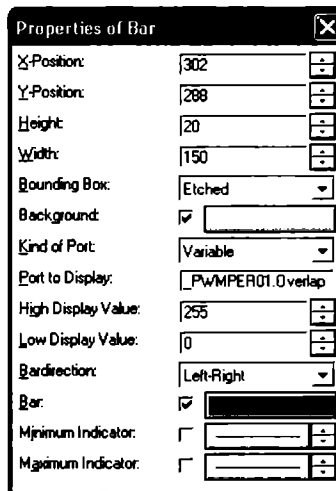 Properties of Bar
X-Position: 302
Y-Position: 288
Height: 20
Width: 150
Bounding Box: Etched
Background:
Kind of Port: Variable
Port to Display: _PWMPER01.Overlap
High Display Value: 255
Low Display Value: 0
Bardirection: Left-Right
Bar:
Minimum Indicator:
Maximum Indicator: